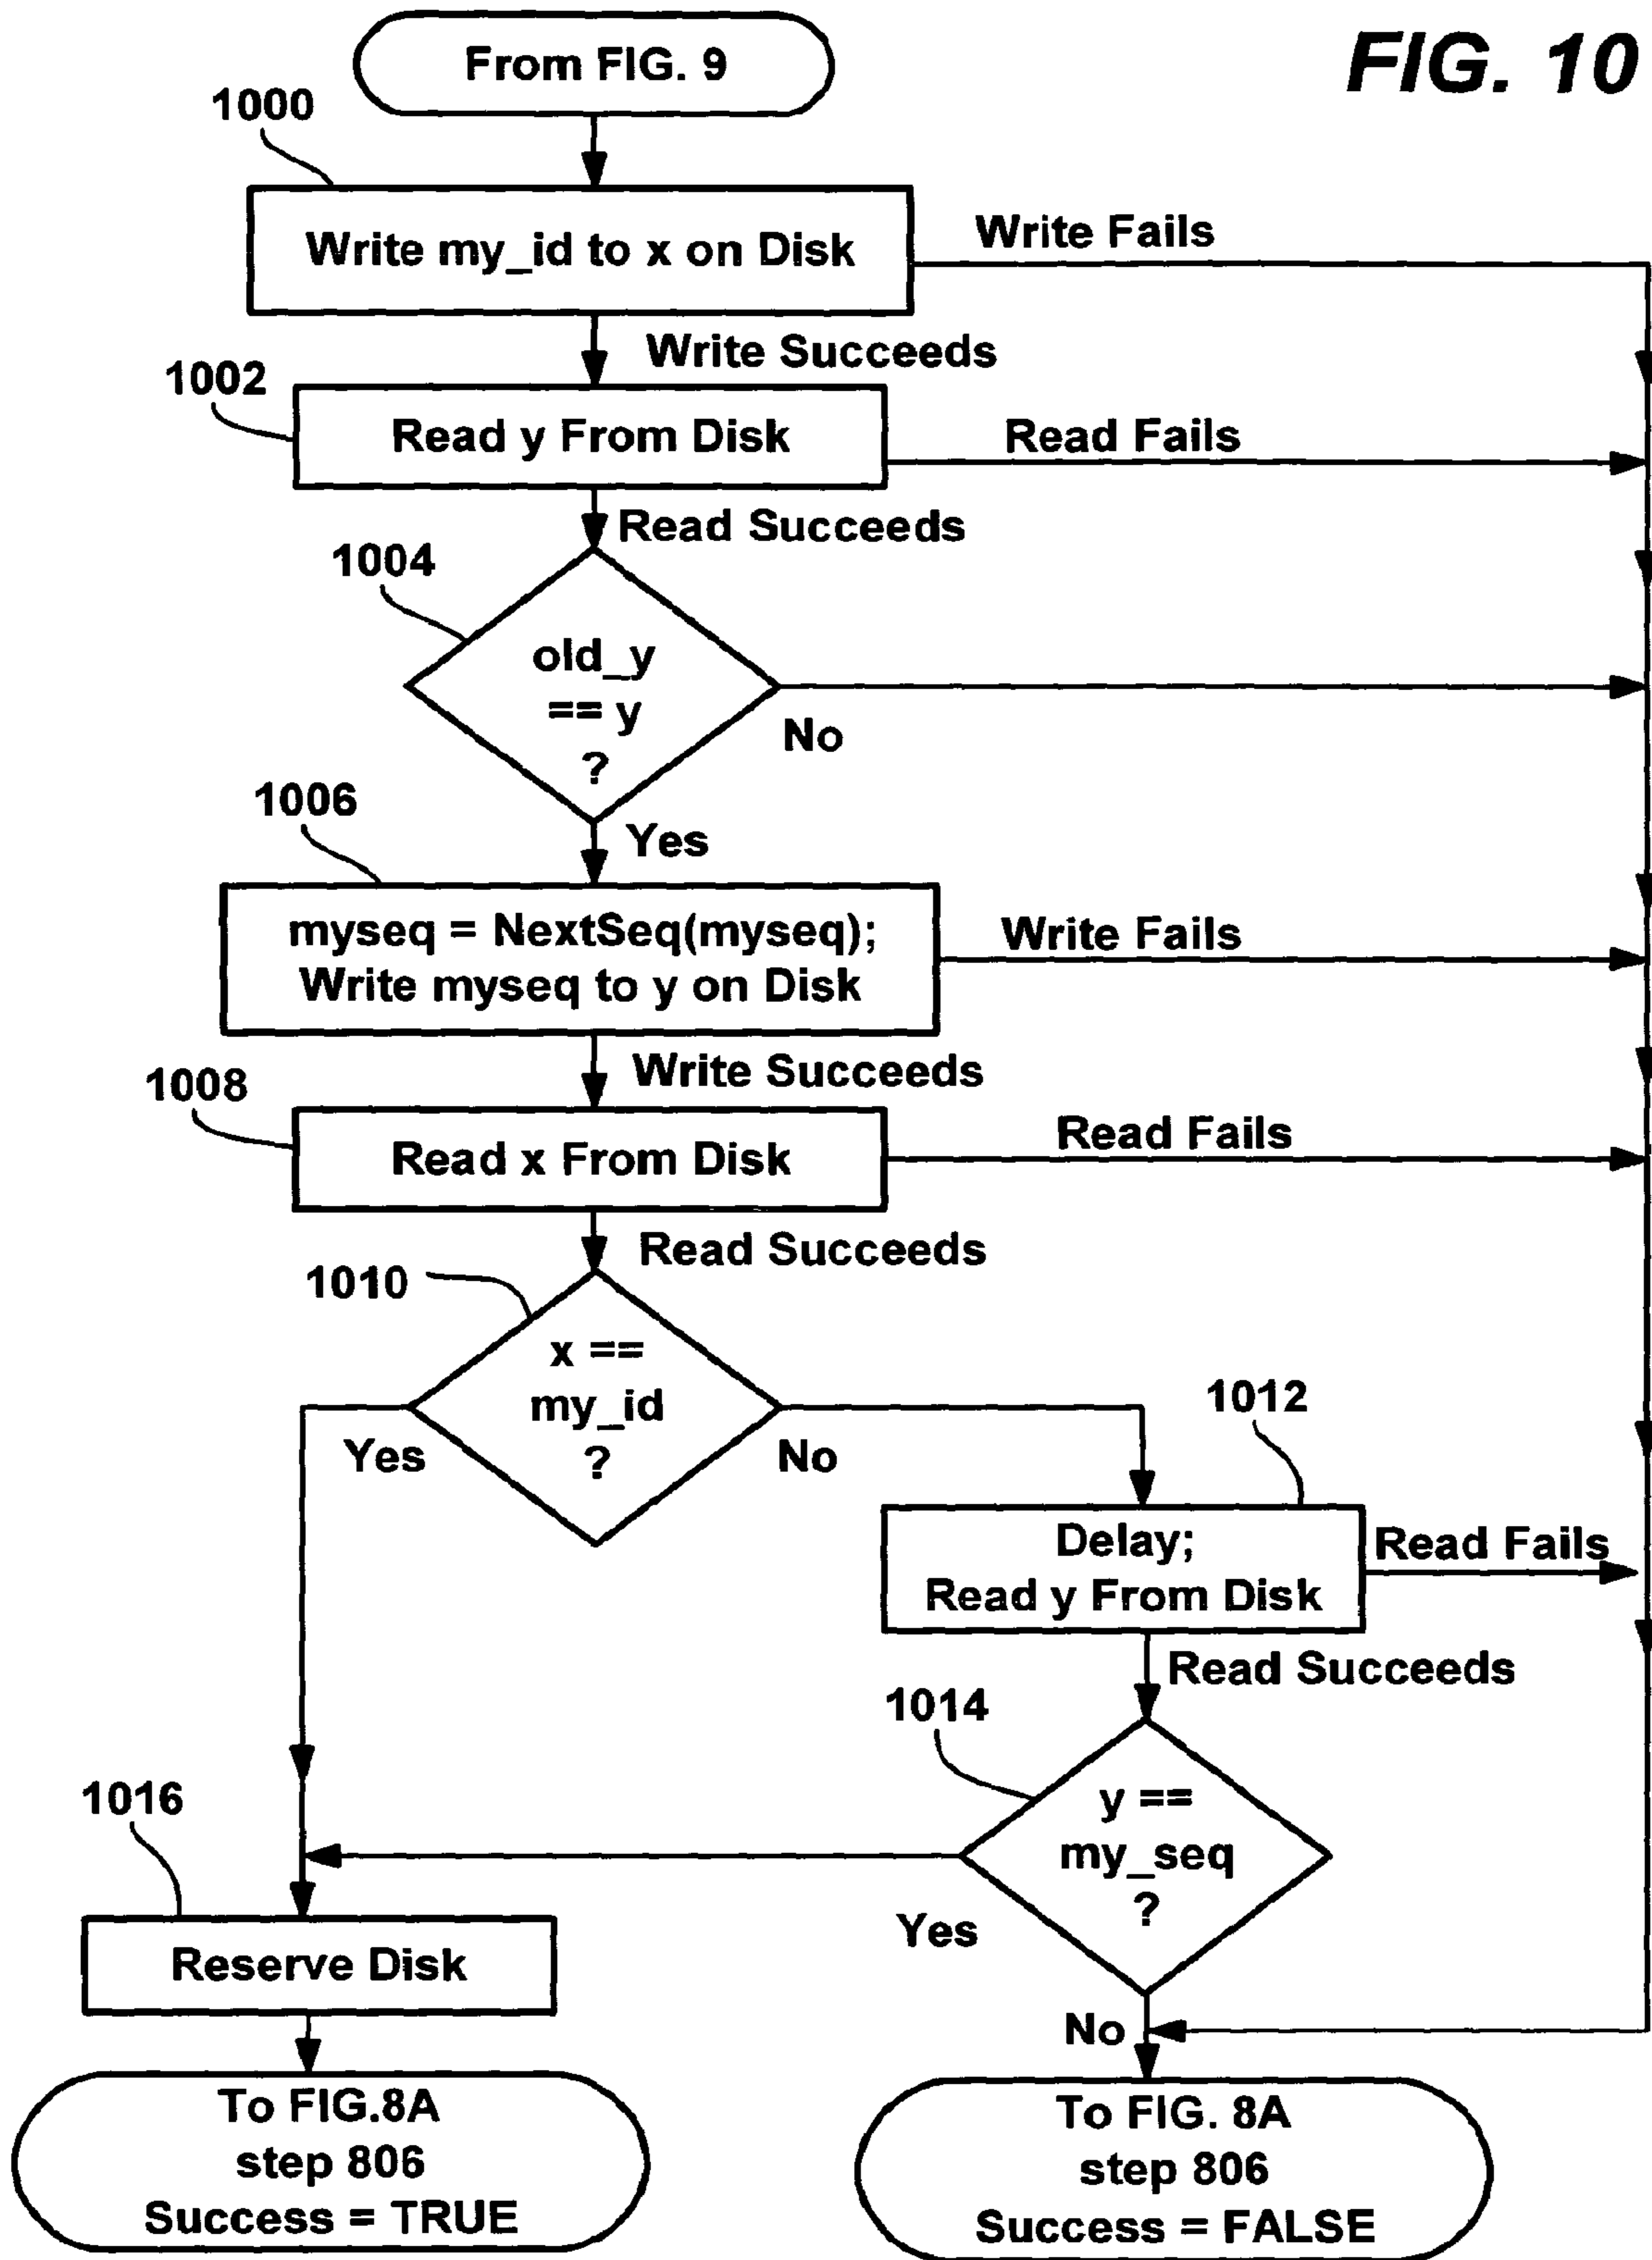 FIG. 10
From FIG. 9
1000
Write my_id to x on Disk
Write Fails
Write Succeeds
1002
Read y From Disk
Read Fails
Read Succeeds
1004
old_y
== y
?
No
Yes
1006
myseq = NextSeq(myseq);
Write myseq to y on Disk
Write Fails
Write Succeeds
1008
Read x From Disk
Read Fails
Read Succeeds
1010
x ==
my_id
?
Yes
No
1012
Delay;
Read y From Disk
Read Fails
Read Succeeds
1014
y ==
my_seq
?
Yes
No
1016
Reserve Disk
To FIG.8A
step 806
Success = TRUE
To FIG. 8A
step 806
Success = FALSE